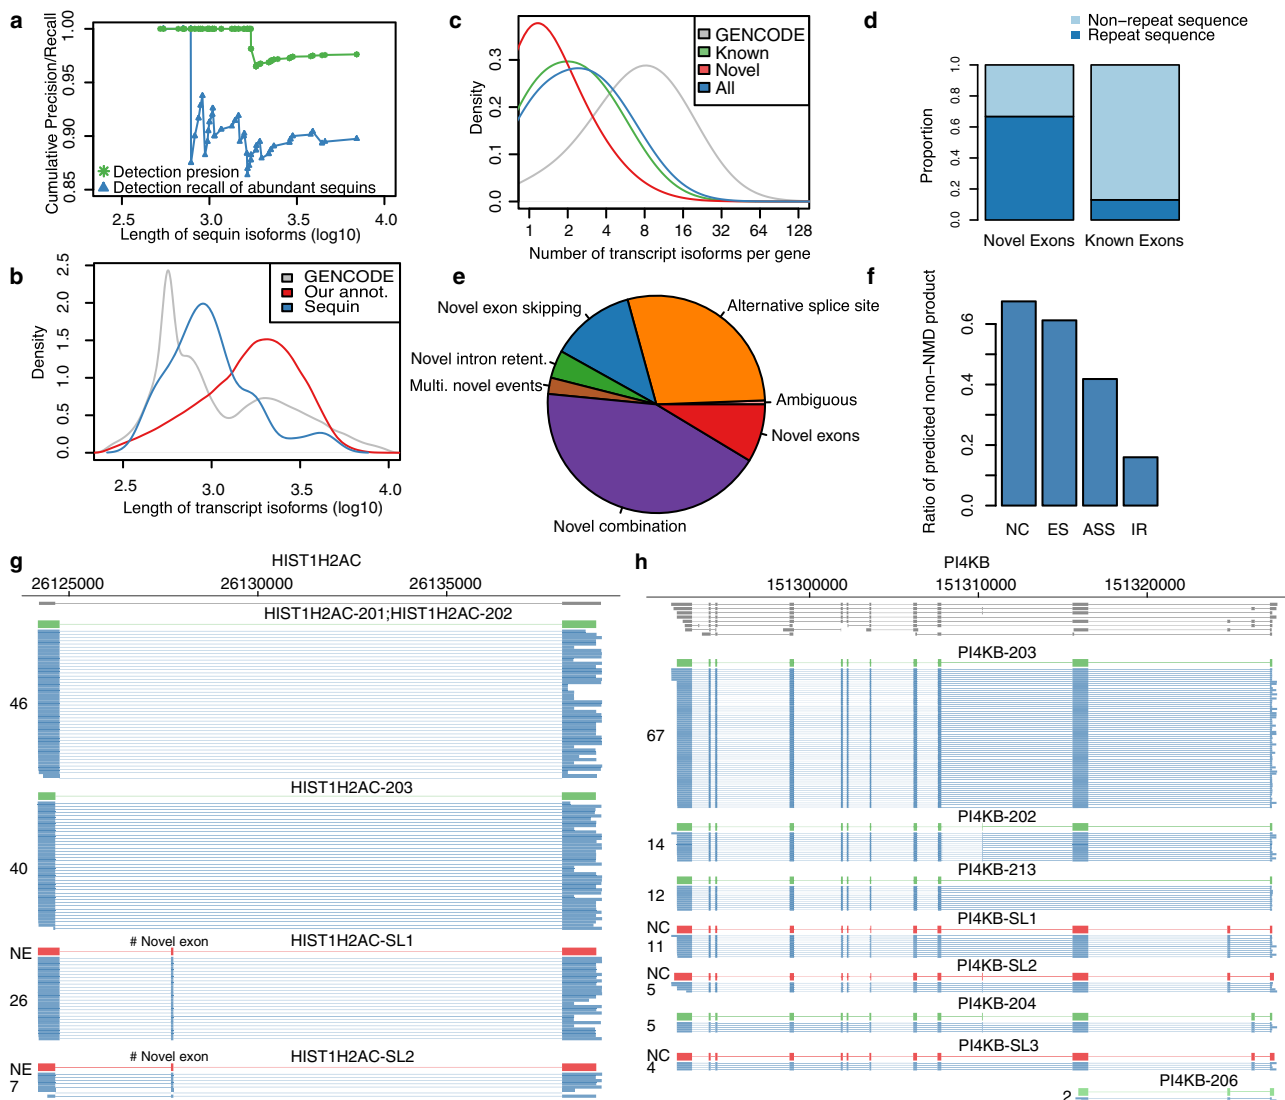 a
Cumulative Precision/Recall
1.00
0.95
0.90
0.85
Detection presion
Detection recall of abundant sequins
2.5 3.0 3.5 4.0
Length of sequin isoforms (log10)
b
Density
2.5
2.0
1.5
1.0
0.5
0.0
GENCODE
Our annot.
Sequin
2.5 3.0 3.5 4.0
Length of transcript isoforms (log10)
c
Density
0.3
0.2
0.1
0.0
GENCODE
Known
Novel
All
1 2 4 8 16 32 64 128
Number of transcript isoforms per gene
d
Non-repeat sequence
Repeat sequence
Proportion
1.0
0.8
0.6
0.4
0.2
0.0
Novel Exons Known Exons
e
Novel exon skipping
Alternative splice site
Novel intron retent.
Multi. novel events
Ambiguous
Novel exons
Novel combination
f
Ratio of predicted non-NMD product
0.6
0.4
0.2
0.0
NC ES ASS IR
g
HIST1H2AC
26125000 26130000 26135000
HIST1H2AC-201;HIST1H2AC-202
46
HIST1H2AC-203
40
# Novel exon HIST1H2AC-SL1
NE
26
# Novel exon HIST1H2AC-SL2
NE
7
h
PI4KB
151300000 151310000 151320000
PI4KB-203
67
PI4KB-202
14
PI4KB-213
12
PI4KB-SL1
NC
11
PI4KB-SL2
NC
5
PI4KB-204
5
PI4KB-SL3
NC
4
PI4KB-206
2